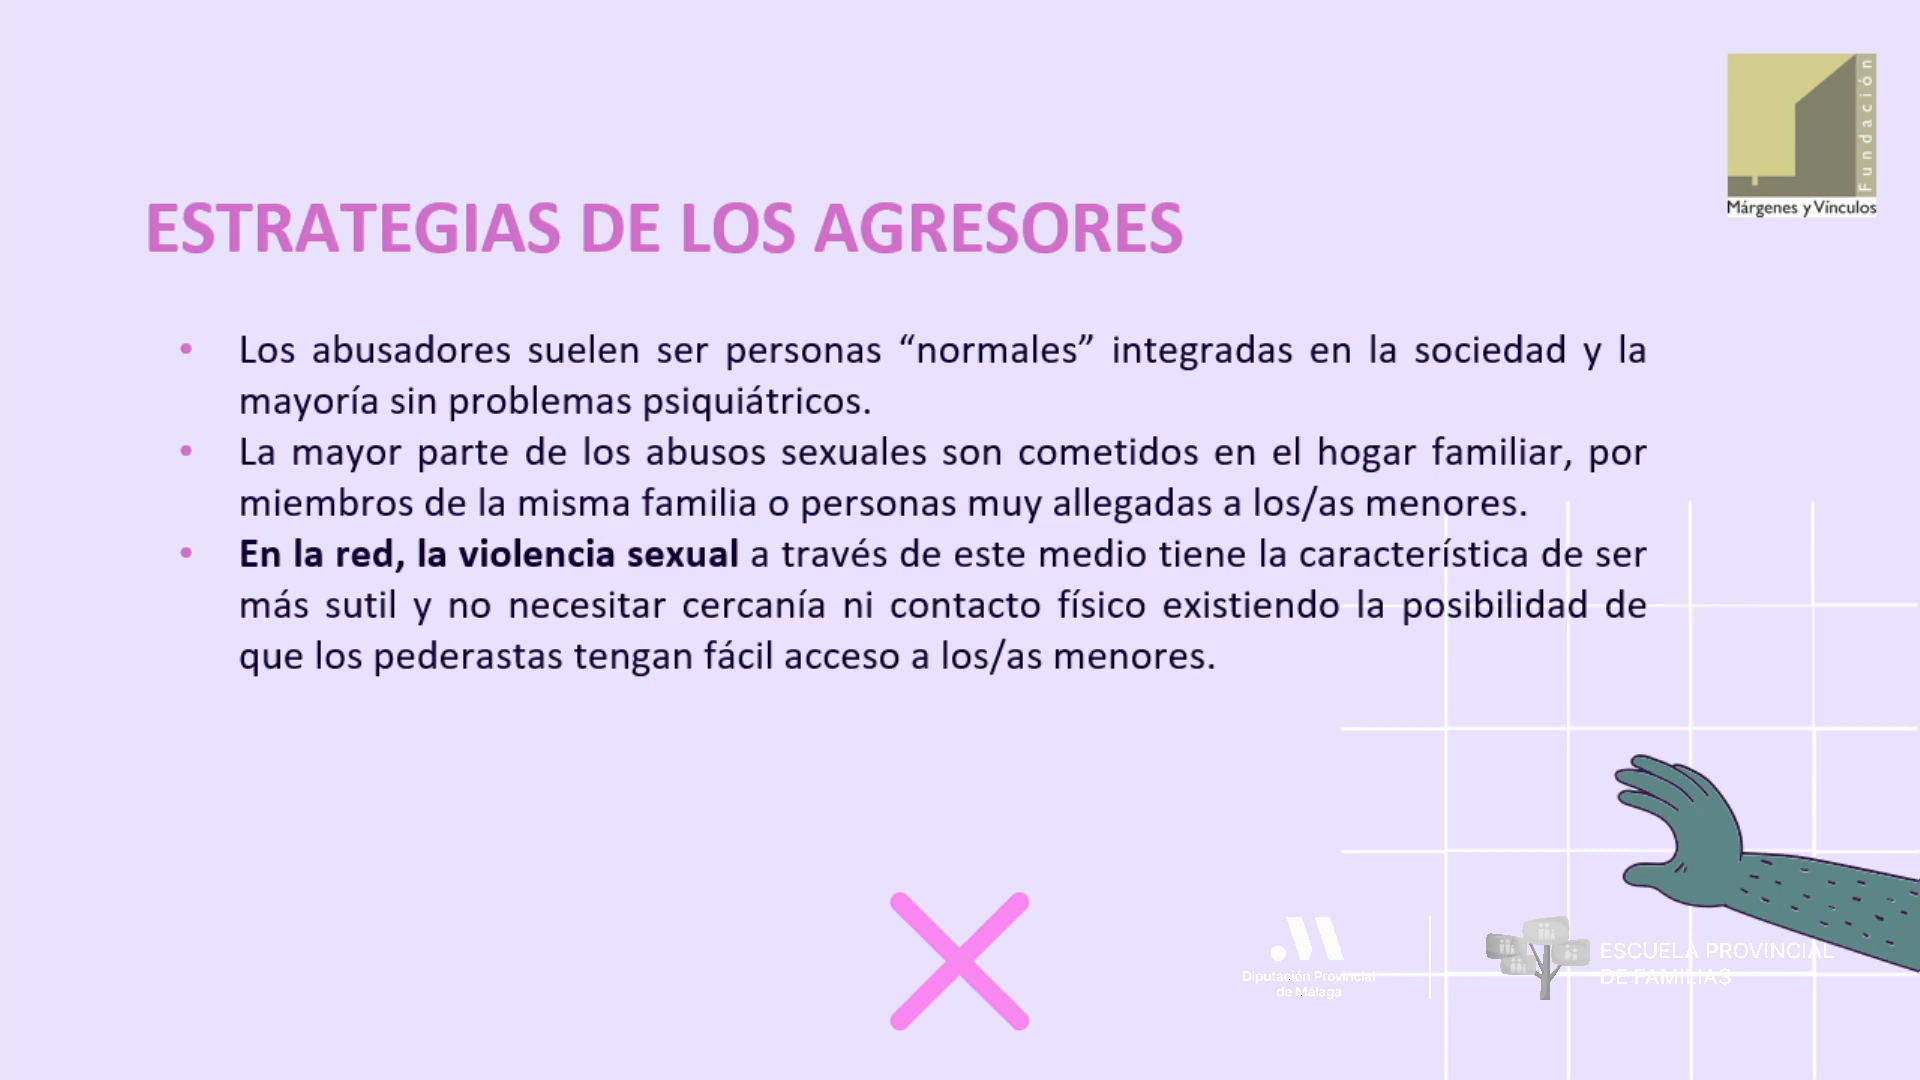 Fundación
Márgenes y Vínculos
ESTRATEGIAS DE LOS AGRESORES
• Los abusadores suelen ser personas “normales” integradas en la sociedad y la
mayoría sin problemas psiquiátricos.
• La mayor parte de los abusos sexuales son cometidos en el hogar familiar, por
miembros de la misma familia o personas muy allegadas a los/as menores.
• En la red, la violencia sexual a través de este medio tiene la característica de ser
más sutil y no necesitar cercanía ni contacto físico existiendo la posibilidad de
que los pederastas tengan fácil acceso a los/as menores.
Diputación Provincial
de Málaga
ESCUELA PROVINCIAL
DE FAMILIAS